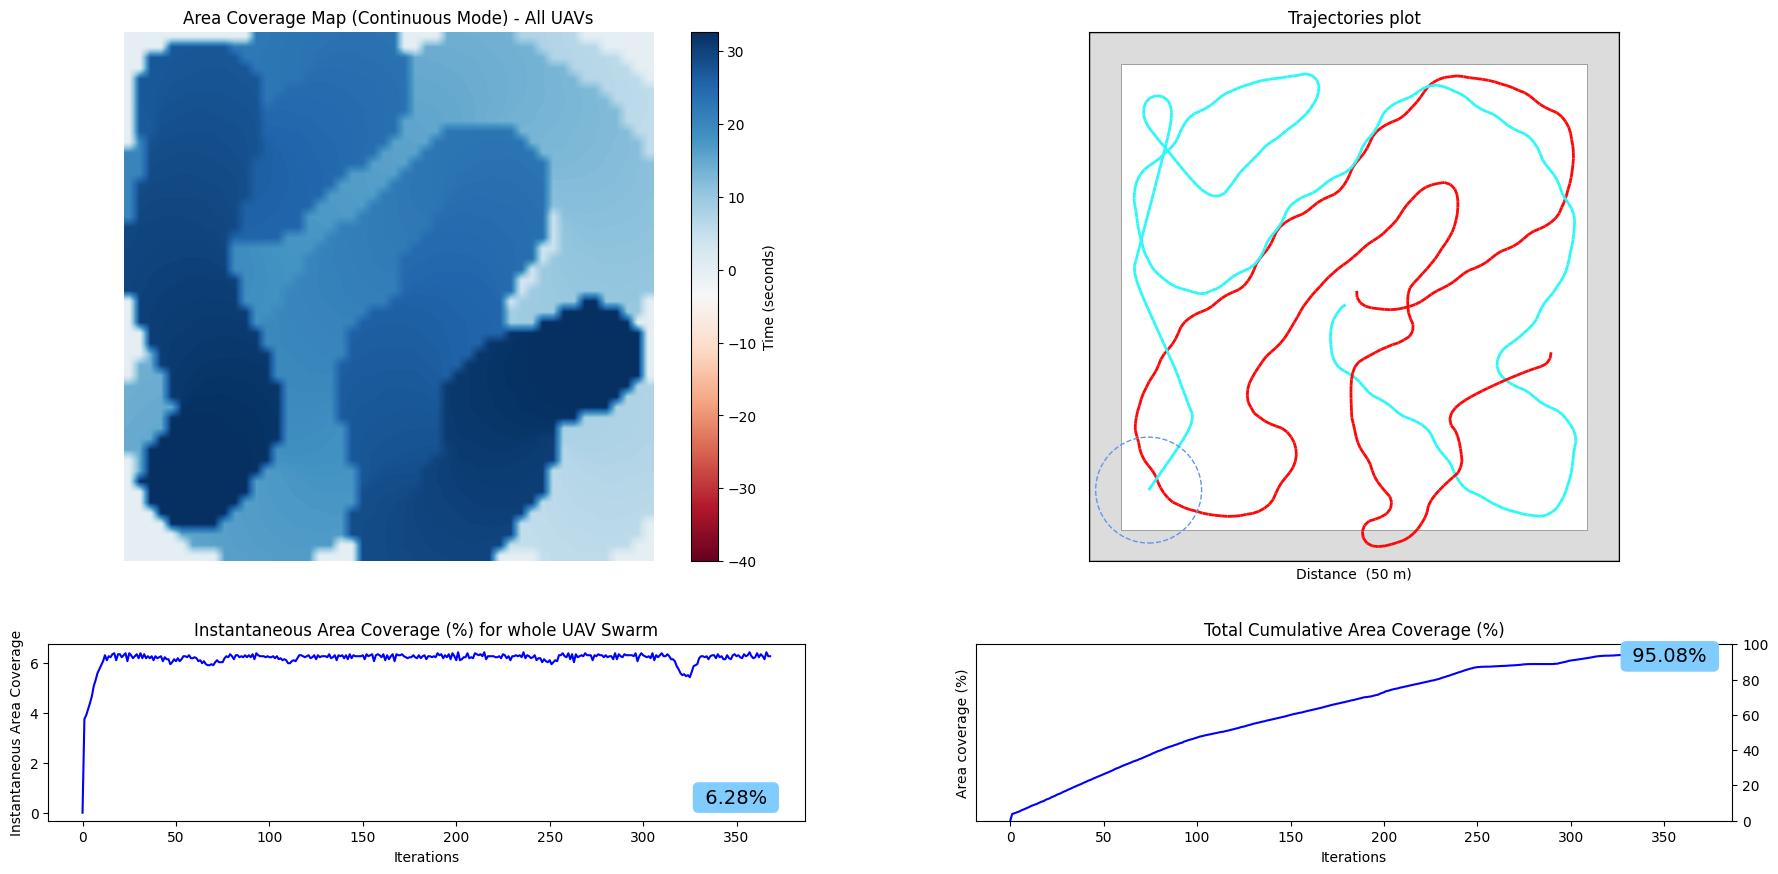 Area Coverage Map (Continuous Mode) - All UAVs
30
20
10
0
−10
−20
−30
−40
Time (seconds)
Trajectories plot
Distance  (50 m)
Instantaneous Area Coverage (%) for whole UAV Swarm
Instantaneous Area Coverage
6
4
2
0
6.28%
0 50 100 150 200 250 300 350
Iterations
Total Cumulative Area Coverage (%)
Area coverage (%)
95.08%
100
80
60
40
20
0
0 50 100 150 200 250 300 350
Iterations